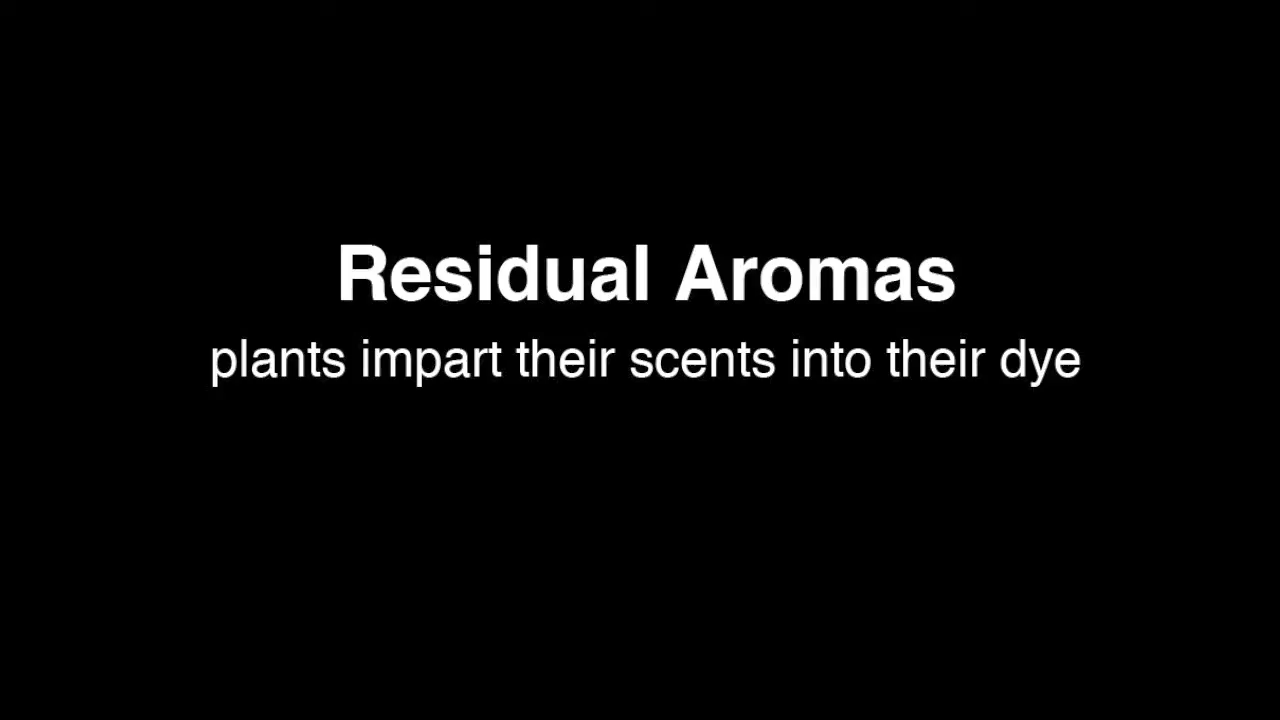 Residual Aromas
plants impart their scents into their dye